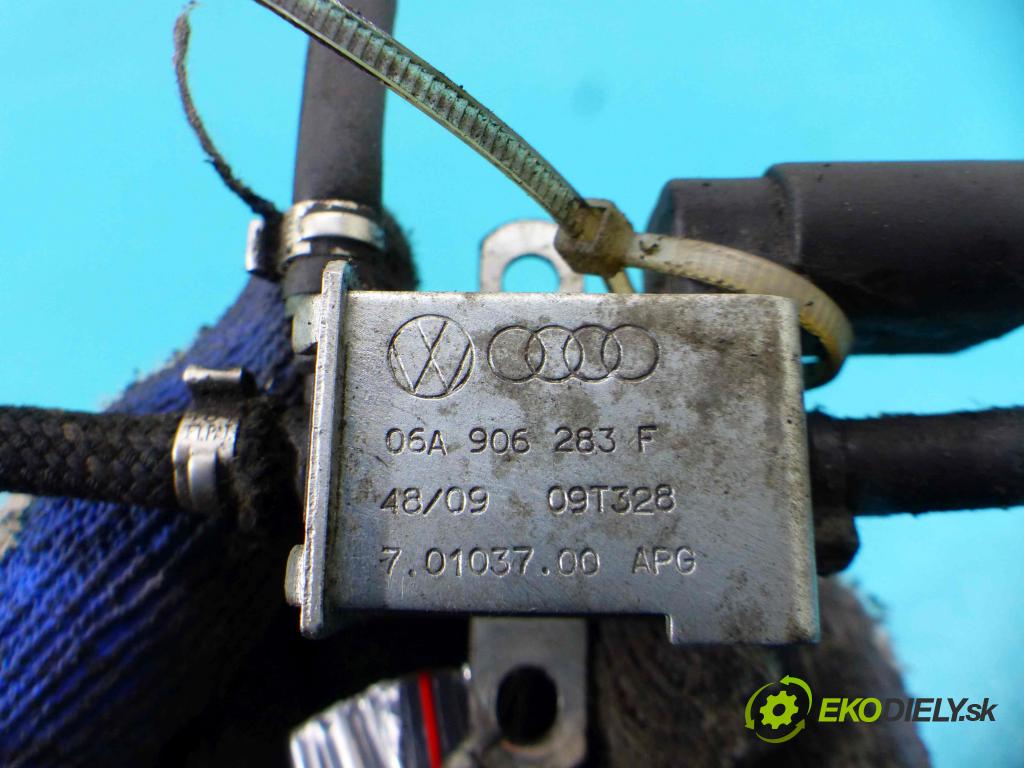 06A 906 283 F
48/09 09T328
7.01037.00 APG
EKODIELY.sk